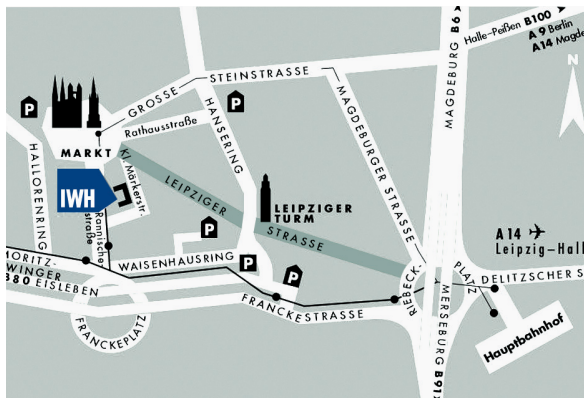 B6
Halle-Peißen B100
A 9 Berlin
A14 Magde
MAGDEBURG
N
P
GROSSE STEINSTRASSE
P
HANSERING
Rathausstraße
MAGDEBURGER STRASSE
HALLORENRING
MARKT
Kl. Märkerstr.
IWH
LEIPZIGER STRASSE
LEIPZIGER
TURM
Rannische
straße
P
A 14
Leipzig-Hall
MORITZ-
WINGER
B80 EISLEBEN
WAISENHAUSRING
P
P
RIEBECK-
PLATZ
DELITZSCHER S
FRANCKEPLATZ
FRANCKESTRASSE
MERSEBURG
B91
Hauptbahnhof